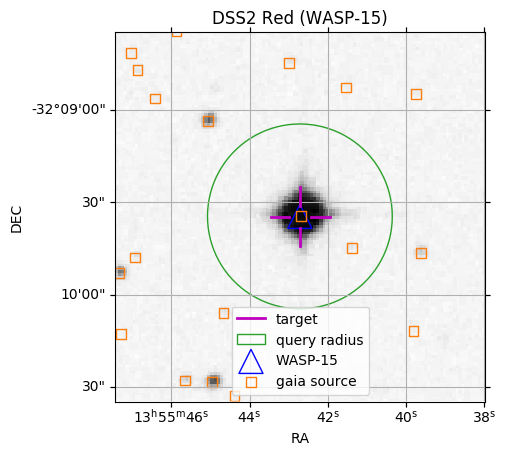 DSS2 Red (WASP-15)
-32°09'00"
30"
10'00"
30"
DEC
target
query radius
WASP-15
gaia source
13ʰ55ᵐ46ˢ 44ˢ 42ˢ 40ˢ 38ˢ
RA